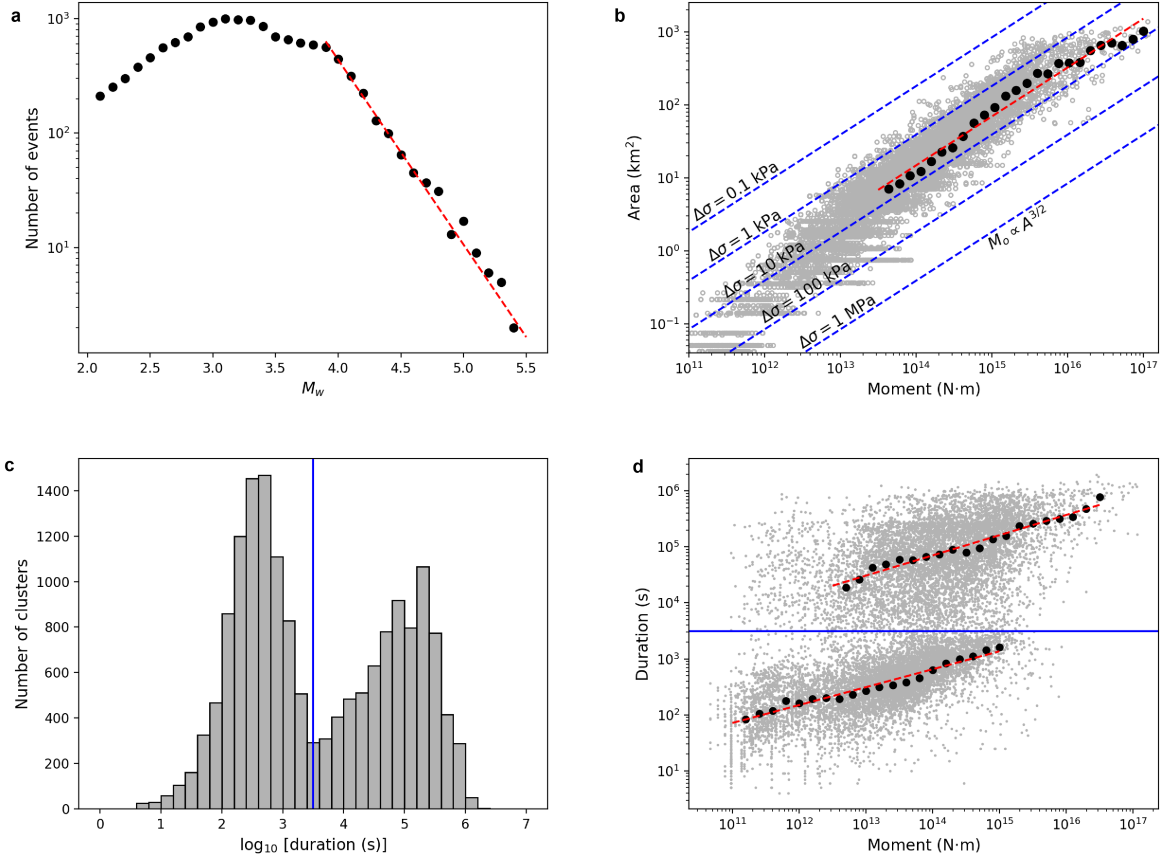 a
10³
10²
10¹
Number of events
2.0 2.5 3.0 3.5 4.0 4.5 5.0 5.5
M_w
b
10³
10²
10¹
10⁰
10⁻¹
Area (km²)
Δσ = 0.1 kPa
Δσ = 1 kPa
Δσ = 10 kPa
Δσ = 100 kPa
Δσ = 1 MPa
M_o ∝ A^{3/2}
10¹¹ 10¹² 10¹³ 10¹⁴ 10¹⁵ 10¹⁶ 10¹⁷
Moment (N·m)
c
1400
1200
1000
800
600
400
200
0
Number of clusters
0 1 2 3 4 5 6 7
log₁₀ [duration (s)]
d
10⁶
10⁵
10⁴
10³
10²
10¹
Duration (s)
10¹¹ 10¹² 10¹³ 10¹⁴ 10¹⁵ 10¹⁶ 10¹⁷
Moment (N·m)